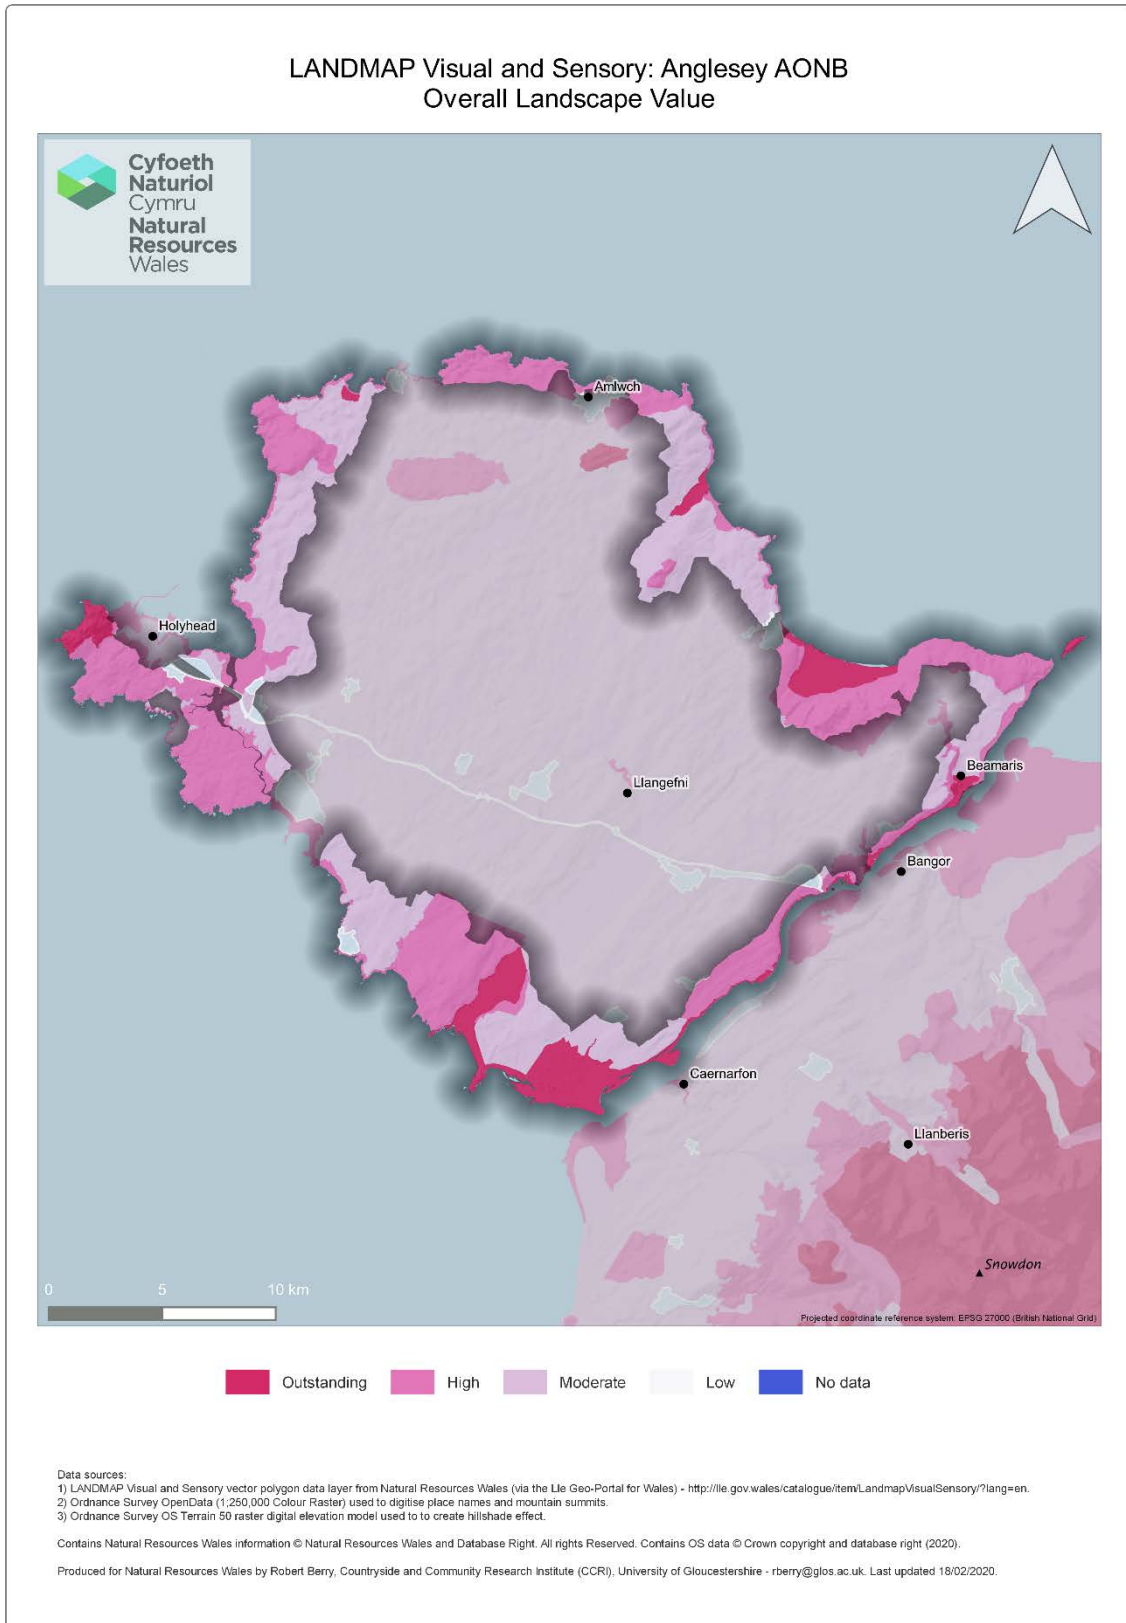 LANDMAP Visual and Sensory: Anglesey AONB
Overall Landscape Value
Cyfoeth
Naturiol
Cymru
Natural
Resources
Wales
Amlwch
Holyhead
Llangefni
Beamaris
Bangor
Caernarfon
Llanberis
Snowdon
0 5 10 km
Projected coordinate reference system: EPSG 27000 (British National Grid)
Outstanding High Moderate Low No data
Data sources:
1) LANDMAP Visual and Sensory vector polygon data layer from Natural Resources Wales (via the Lle Geo-Portal for Wales) - http://lle.gov.wales/catalogue/item/LandmapVisualSensory/?lang=en.
2) Ordnance Survey OpenData (1;250,000 Colour Raster) used to digitise place names and mountain summits.
3) Ordnance Survey OS Terrain 50 raster digital elevation model used to to create hillshade effect.
Contains Natural Resources Wales information © Natural Resources Wales and Database Right. All rights Reserved. Contains OS data © Crown copyright and database right (2020).
Produced for Natural Resources Wales by Robert Berry, Countryside and Community Research Institute (CCRI), University of Gloucestershire - rberry@glos.ac.uk. Last updated 18/02/2020.